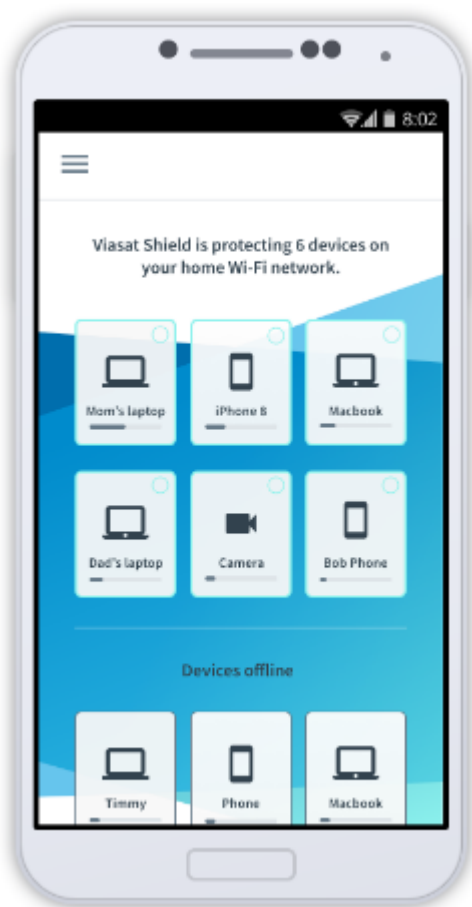 8:02
Viasat Shield is protecting 6 devices on
your home Wi-Fi network.
Mom's laptop
iPhone 8
Macbook
Dad's laptop
Camera
Bob Phone
Devices offline
Timmy
Phone
Macbook